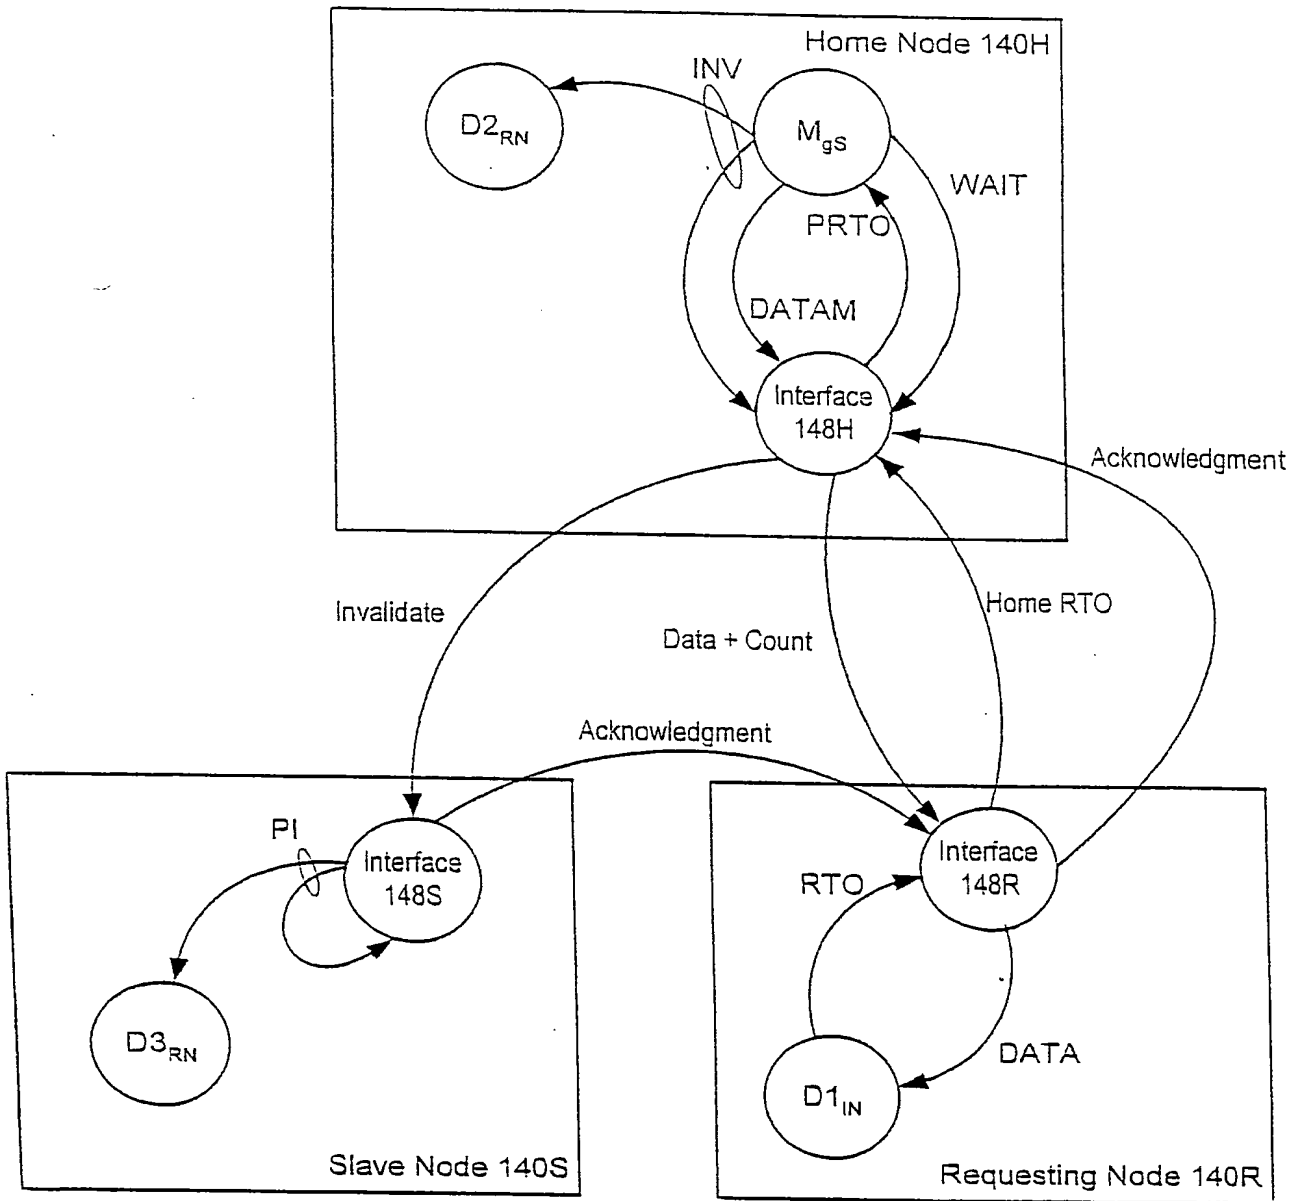 Home Node 140H
INV
D2RN
MgS
WAIT
PRTO
DATAM
Interface
148H
Acknowledgment
Invalidate
Home RTO
Data + Count
Acknowledgment
PI
Interface
148S
Interface
148R
RTO
D3RN
DATA
D1IN
Slave Node 140S
Requesting Node 140R